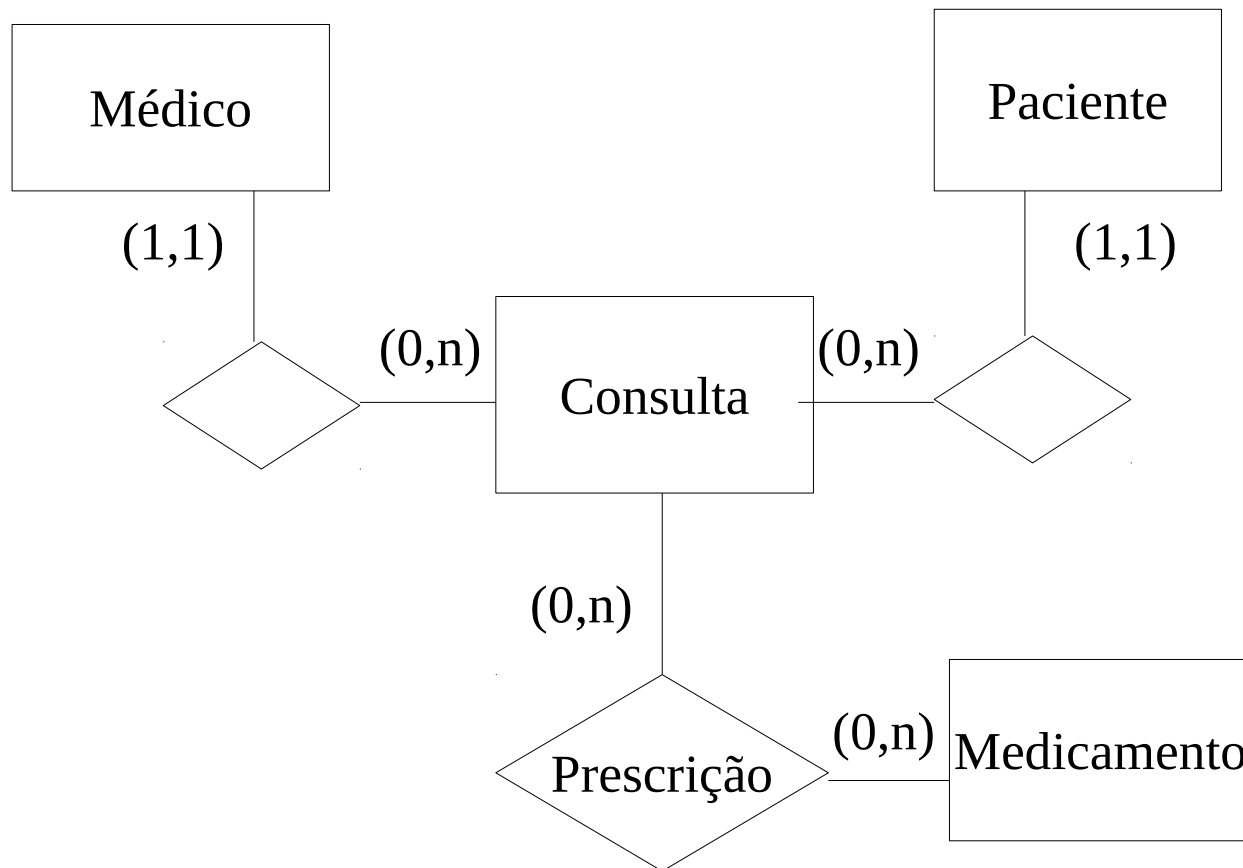 Médico
Paciente
(1,1)
(1,1)
(0,n)
(0,n)
Consulta
(0,n)
(0,n)
Medicamento
Prescrição